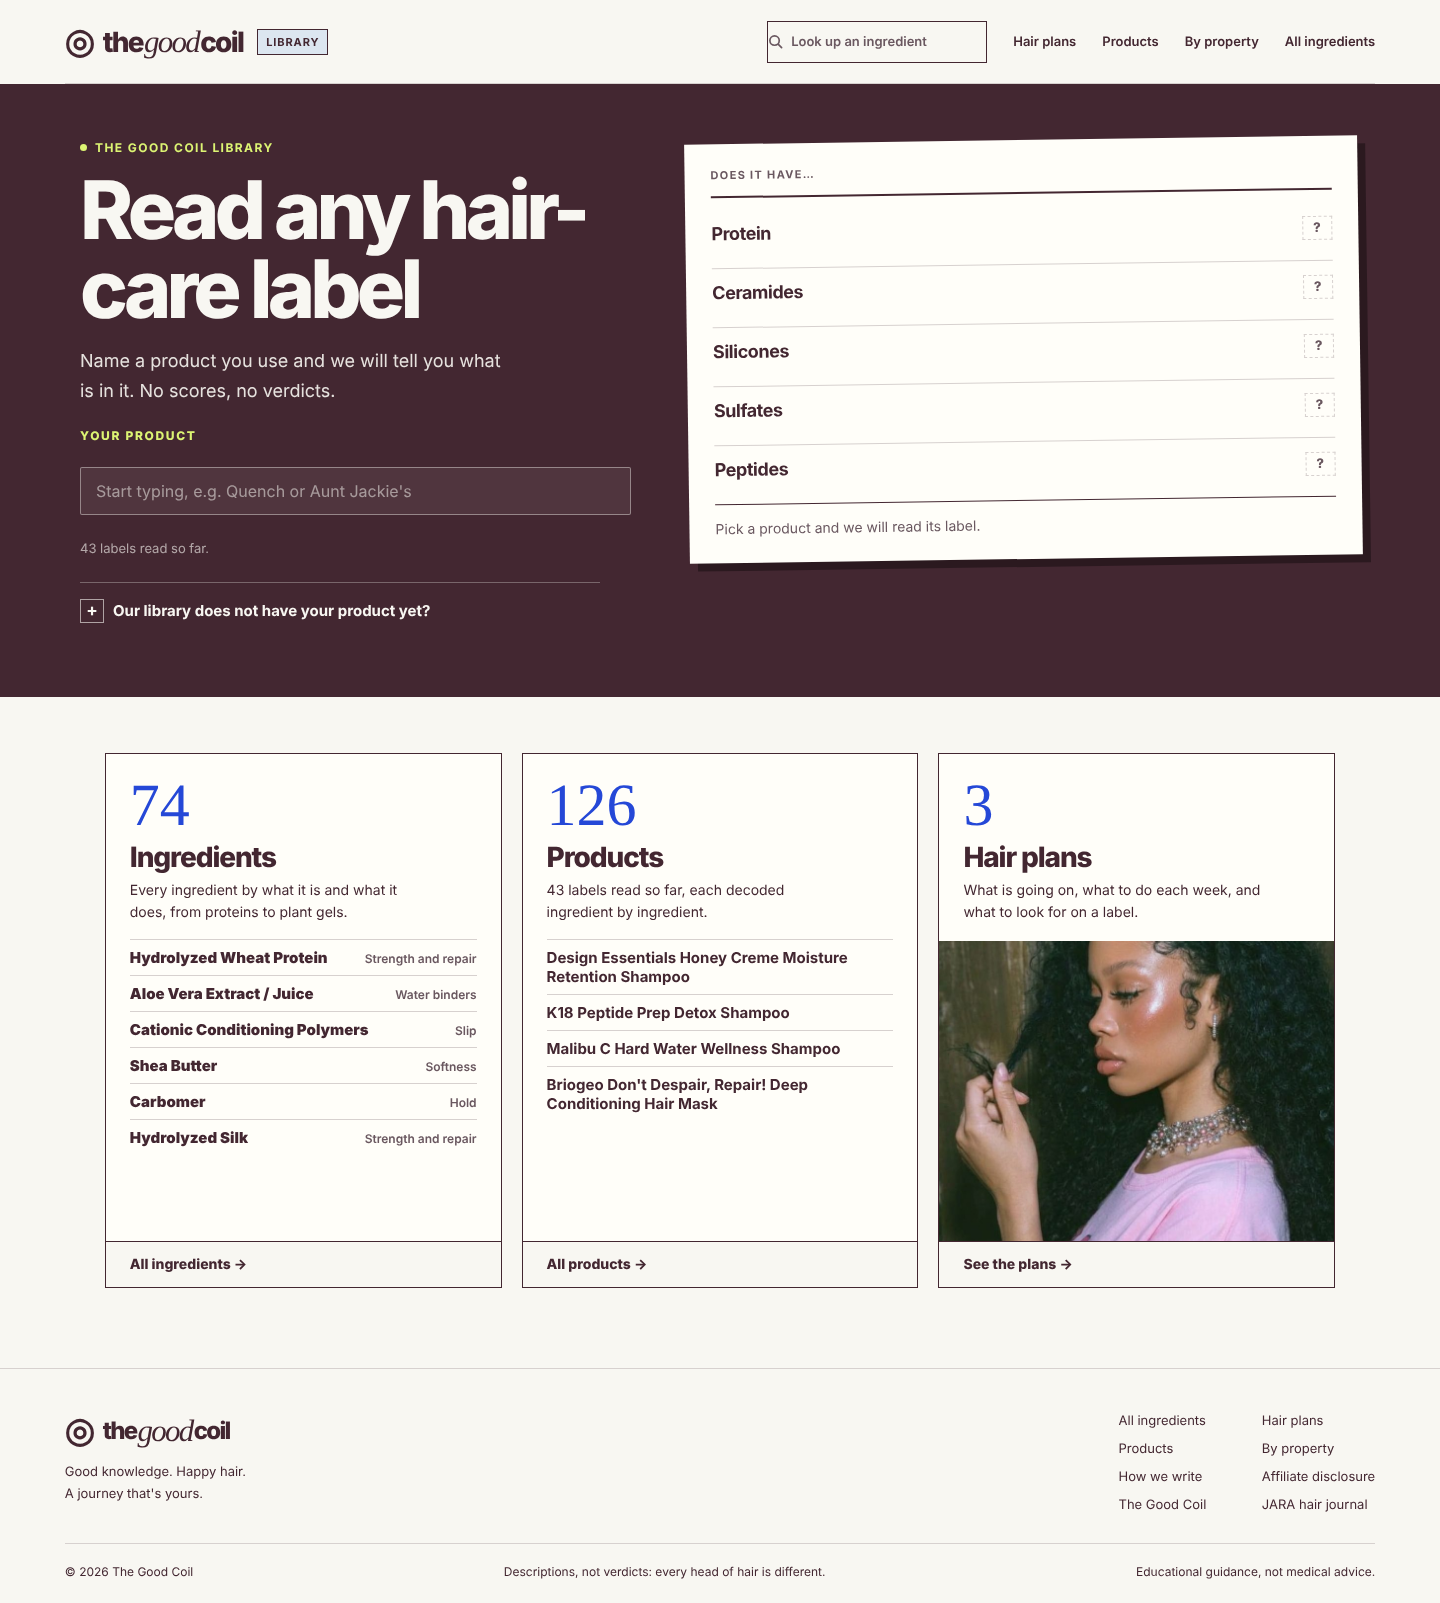 thegoodcoil LIBRARY
Look up an ingredient
Hair plans Products By property All ingredients
THE GOOD COIL LIBRARY
Read any hair-
care label
Name a product you use and we will tell you what
is in it. No scores, no verdicts.
YOUR PRODUCT
Start typing, e.g. Quench or Aunt Jackie's
43 labels read so far.
+ Our library does not have your product yet?
DOES IT HAVE...
Protein ?
Ceramides ?
Silicones ?
Sulfates ?
Peptides ?
Pick a product and we will read its label.
74
Ingredients
Every ingredient by what it is and what it
does, from proteins to plant gels.
Hydrolyzed Wheat Protein Strength and repair
Aloe Vera Extract / Juice Water binders
Cationic Conditioning Polymers Slip
Shea Butter Softness
Carbomer Hold
Hydrolyzed Silk Strength and repair
All ingredients →
126
Products
43 labels read so far, each decoded
ingredient by ingredient.
Design Essentials Honey Creme Moisture
Retention Shampoo
K18 Peptide Prep Detox Shampoo
Malibu C Hard Water Wellness Shampoo
Briogeo Don't Despair, Repair! Deep
Conditioning Hair Mask
All products →
3
Hair plans
What is going on, what to do each week, and
what to look for on a label.
See the plans →
thegoodcoil
Good knowledge. Happy hair.
A journey that's yours.
All ingredients
Products
How we write
The Good Coil
Hair plans
By property
Affiliate disclosure
JARA hair journal
© 2026 The Good Coil
Descriptions, not verdicts: every head of hair is different.
Educational guidance, not medical advice.